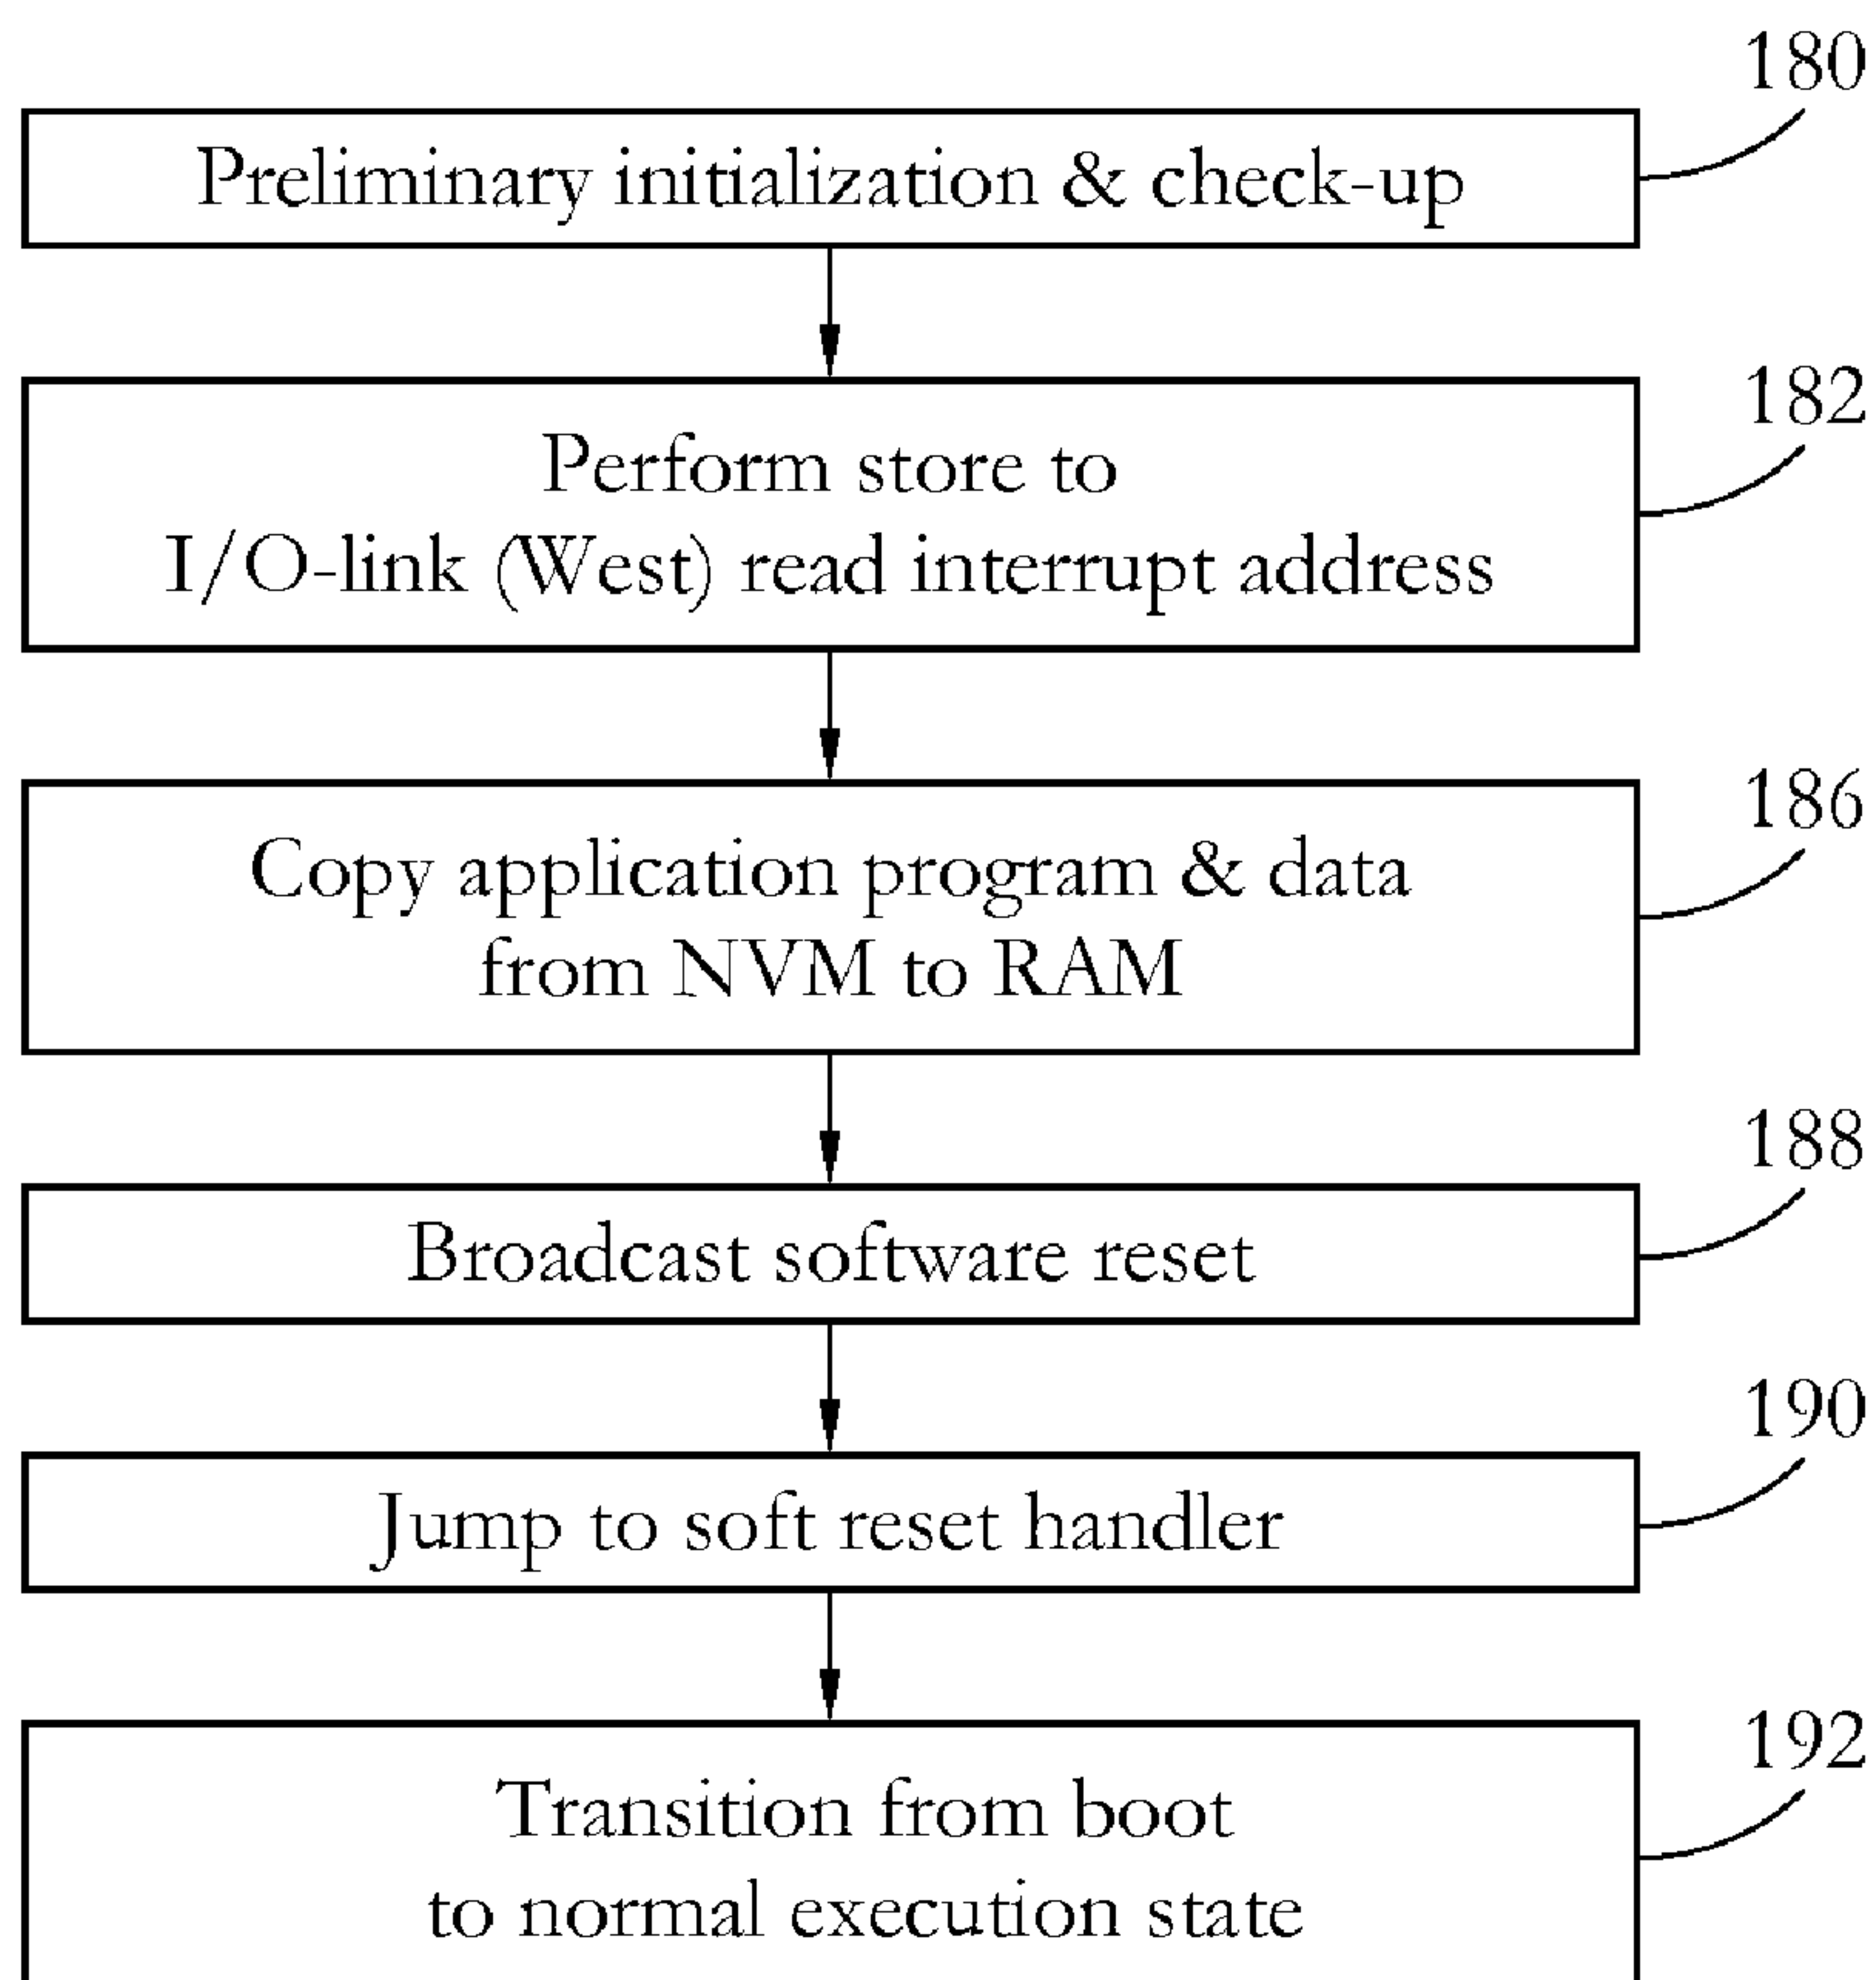 180
Preliminary initialization & check-up
182
Perform store to
I/O-link (West) read interrupt address
186
Copy application program & data
from NVM to RAM
188
Broadcast software reset
190
Jump to soft reset handler
192
Transition from boot
to normal execution state